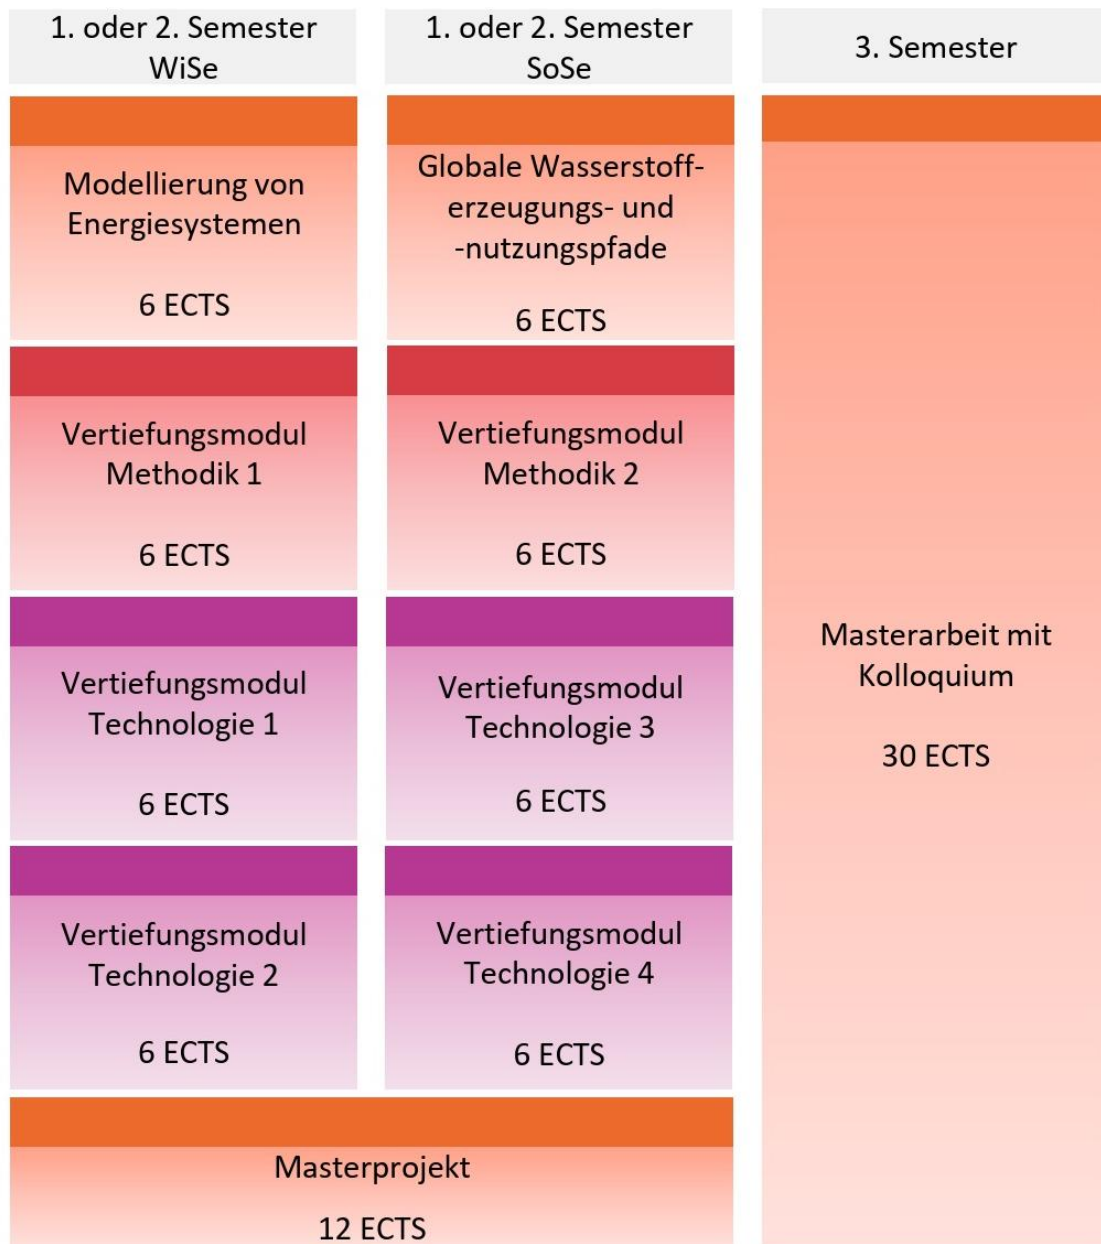 1. oder 2. Semester
WiSe
1. oder 2. Semester
SoSe
3. Semester
Modellierung von
Energiesystemen
6 ECTS
Globale Wasserstoff-
erzeugungs- und
-nutzungspfade
6 ECTS
Vertiefungsmodul
Methodik 1
6 ECTS
Vertiefungsmodul
Methodik 2
6 ECTS
Vertiefungsmodul
Technologie 1
6 ECTS
Vertiefungsmodul
Technologie 3
6 ECTS
Vertiefungsmodul
Technologie 2
6 ECTS
Vertiefungsmodul
Technologie 4
6 ECTS
Masterprojekt
12 ECTS
Masterarbeit mit
Kolloquium
30 ECTS